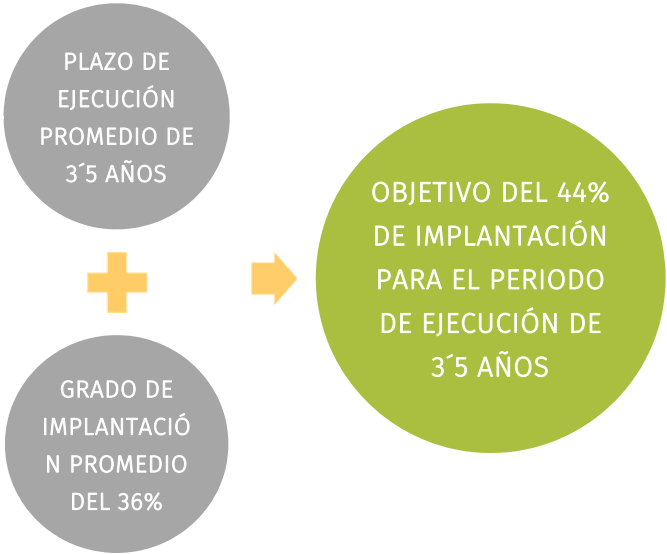 PLAZO DE
EJECUCIÓN
PROMEDIO DE
3´5 AÑOS
GRADO DE
IMPLANTACIÓ
N PROMEDIO
DEL 36%
OBJETIVO DEL 44%
DE IMPLANTACIÓN
PARA EL PERIODO
DE EJECUCIÓN DE
3´5 AÑOS